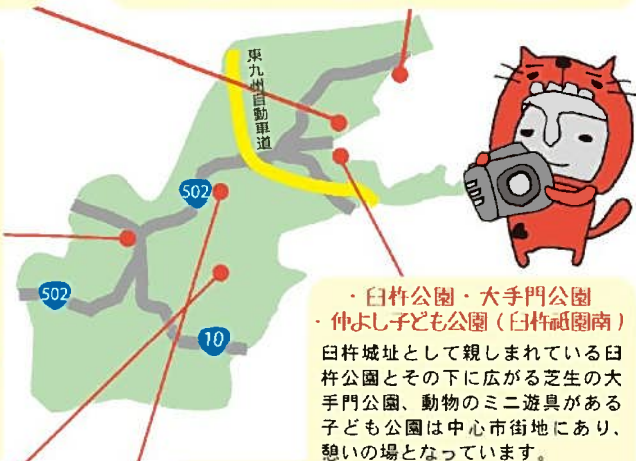 東九州自動車道
502
502
10
・臼杵公園・大手門公園
・仲よし子ども公園（臼杵祗園南）
臼杵城址として親しまれている臼
杵公園とその下に広がる芝生の大
手門公園、動物のミニ遊具がある
子ども公園は中心市街地にあり、
憩いの場となっています。